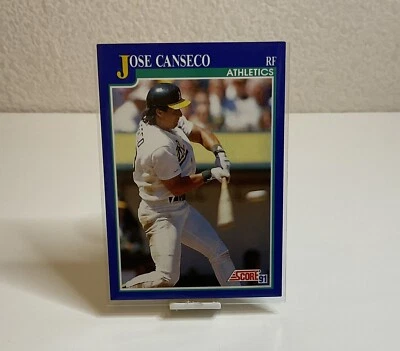 JOSE CANSECO RF
ATHLETICS
SCORE 91